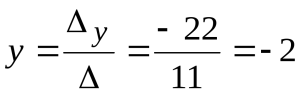 y = Δy / Δ = - 22 / 11 = - 2